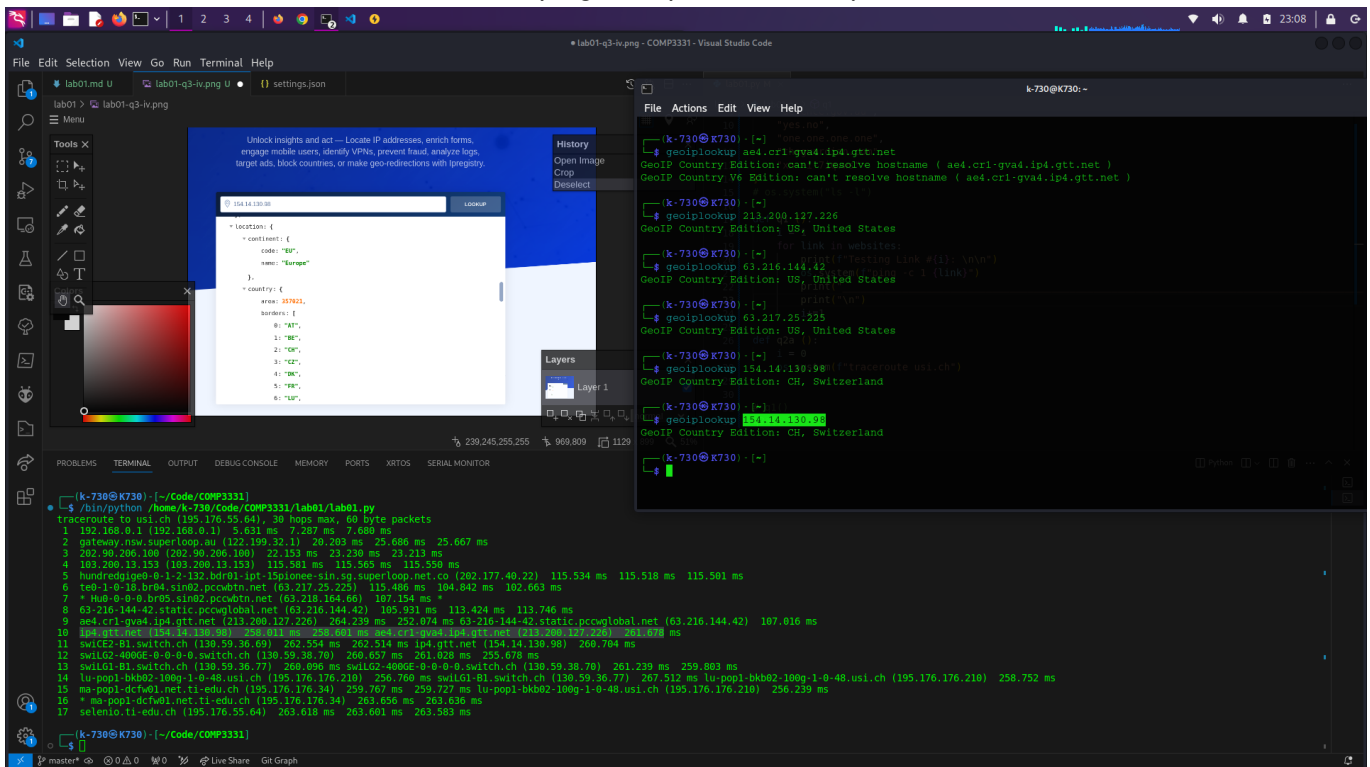 1 2 3 4
23:08
● lab01-q3-iv.png - COMP3331 - Visual Studio Code
File Edit Selection View Go Run Terminal Help
lab01.md U lab01-q3-iv.png U ● {} settings.json
lab01 > lab01-q3-iv.png
Menu
Tools X
Unlock insights and act — Locate IP addresses, enrich forms,
engage mobile users, identify VPNs, prevent fraud, analyze logs,
target ads, block countries, or make geo-redirections with Ipregistry.
History
Open Image
Crop
Deselect
154.14.130.98 LOOKUP
location: {
continent: {
code: "EU",
name: "Europe"
},
country: {
area: 357021,
borders: [
0: "AT",
1: "BE",
2: "CH",
3: "CZ",
4: "DK",
5: "FR",
6: "LU",
Colors X
Layers
Layer 1
239,245,255,255 969,809 1129
k-730@K730: ~
File Actions Edit View Help
┌──(k-730㉿K730)-[~]
└─$ geoiplookup ae4.cr1-gva4.ip4.gtt.net
GeoIP Country Edition: can't resolve hostname ( ae4.cr1-gva4.ip4.gtt.net )
GeoIP Country V6 Edition: can't resolve hostname ( ae4.cr1-gva4.ip4.gtt.net )
┌──(k-730㉿K730)-[~]
└─$ geoiplookup 213.200.127.226
GeoIP Country Edition: US, United States
┌──(k-730㉿K730)-[~]
└─$ geoiplookup 63.216.144.42
GeoIP Country Edition: US, United States
┌──(k-730㉿K730)-[~]
└─$ geoiplookup 63.217.25.225
GeoIP Country Edition: US, United States
┌──(k-730㉿K730)-[~]
└─$ geoiplookup 154.14.130.98
GeoIP Country Edition: CH, Switzerland
┌──(k-730㉿K730)-[~]
└─$ geoiplookup 154.14.130.98
GeoIP Country Edition: CH, Switzerland
┌──(k-730㉿K730)-[~]
└─$
PROBLEMS TERMINAL OUTPUT DEBUG CONSOLE MEMORY PORTS XRTOS SERIAL MONITOR
Python
┌──(k-730㉿K730)-[~/Code/COMP3331]
└─$ /bin/python /home/k-730/Code/COMP3331/lab01/lab01.py
traceroute to usi.ch (195.176.55.64), 30 hops max, 60 byte packets
1 192.168.0.1 (192.168.0.1) 5.631 ms 7.287 ms 7.680 ms
2 gateway.nsw.superloop.au (122.199.32.1) 20.203 ms 25.686 ms 25.667 ms
3 202.90.206.100 (202.90.206.100) 22.153 ms 23.230 ms 23.213 ms
4 103.200.13.153 (103.200.13.153) 115.581 ms 115.565 ms 115.550 ms
5 hundredgige0-0-1-2-132.bdr01-ipt-15pionee-sin.sg.superloop.net.co (202.177.40.22) 115.534 ms 115.518 ms 115.501 ms
6 te0-1-0-18.br04.sin02.pccwbtn.net (63.217.25.225) 115.486 ms 104.842 ms 102.663 ms
7 * Hu0-0-0-0.br05.sin02.pccwbtn.net (63.218.164.66) 107.154 ms *
8 63-216-144-42.static.pccwglobal.net (63.216.144.42) 105.931 ms 113.424 ms 113.746 ms
9 ae4.cr1-gva4.ip4.gtt.net (213.200.127.226) 264.239 ms 252.074 ms 63-216-144-42.static.pccwglobal.net (63.216.144.42) 107.016 ms
10 ip4.gtt.net (154.14.130.98) 258.011 ms 258.601 ms ae4.cr1-gva4.ip4.gtt.net (213.200.127.226) 261.678 ms
11 swiCE2-B1.switch.ch (130.59.36.69) 262.554 ms 262.514 ms ip4.gtt.net (154.14.130.98) 260.704 ms
12 swiLG2-400GE-0-0-0-0.switch.ch (130.59.38.70) 260.657 ms 261.028 ms 255.678 ms
13 swiLG1-B1.switch.ch (130.59.36.77) 260.096 ms swiLG2-400GE-0-0-0-0.switch.ch (130.59.38.70) 261.239 ms 259.803 ms
14 lu-pop1-bkb02-100g-1-0-48.usi.ch (195.176.176.210) 256.760 ms swiLG1-B1.switch.ch (130.59.36.77) 267.512 ms lu-pop1-bkb02-100g-1-0-48.usi.ch (195.176.176.210) 258.752 ms
15 ma-pop1-dcfw01.net.ti-edu.ch (195.176.176.34) 259.767 ms 259.727 ms lu-pop1-bkb02-100g-1-0-48.usi.ch (195.176.176.210) 256.239 ms
16 * ma-pop1-dcfw01.net.ti-edu.ch (195.176.176.34) 263.656 ms 263.636 ms
17 selenio.ti-edu.ch (195.176.55.64) 263.618 ms 263.601 ms 263.583 ms
┌──(k-730㉿K730)-[~/Code/COMP3331]
└─$
master* 0 0 0 Live Share Git Graph